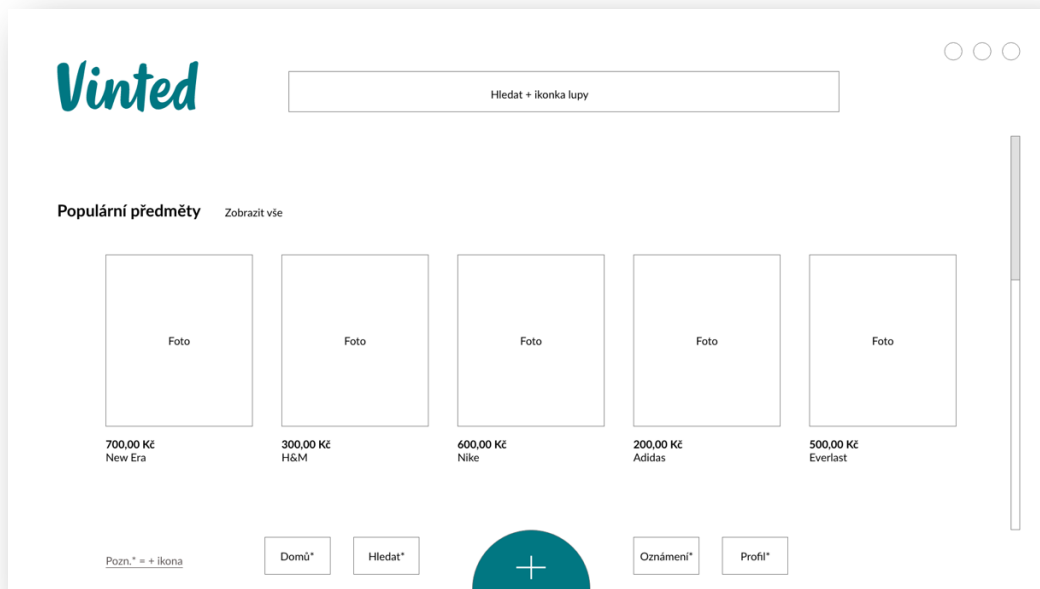 Vinted
Hledat + ikonka lupy
Populární předměty Zobrazit vše
Foto Foto Foto Foto Foto
700,00 Kč 300,00 Kč 600,00 Kč 200,00 Kč 500,00 Kč
New Era H&M Nike Adidas Everlast
Pozn.* = + ikona Domů* Hledat* + Oznámení* Profil*